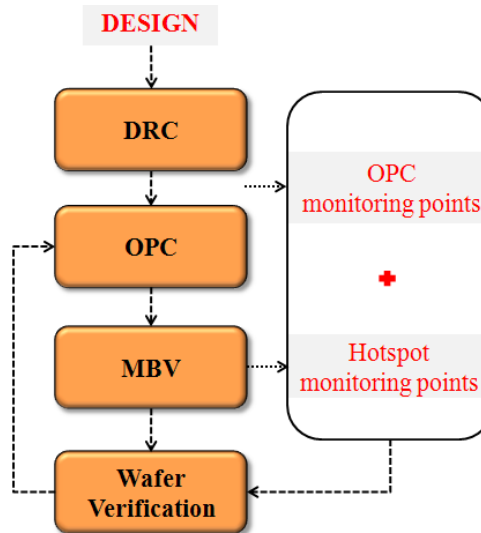 DESIGN
DRC
OPC
monitoring points
OPC
MBV
Hotspot
monitoring points
Wafer
Verification